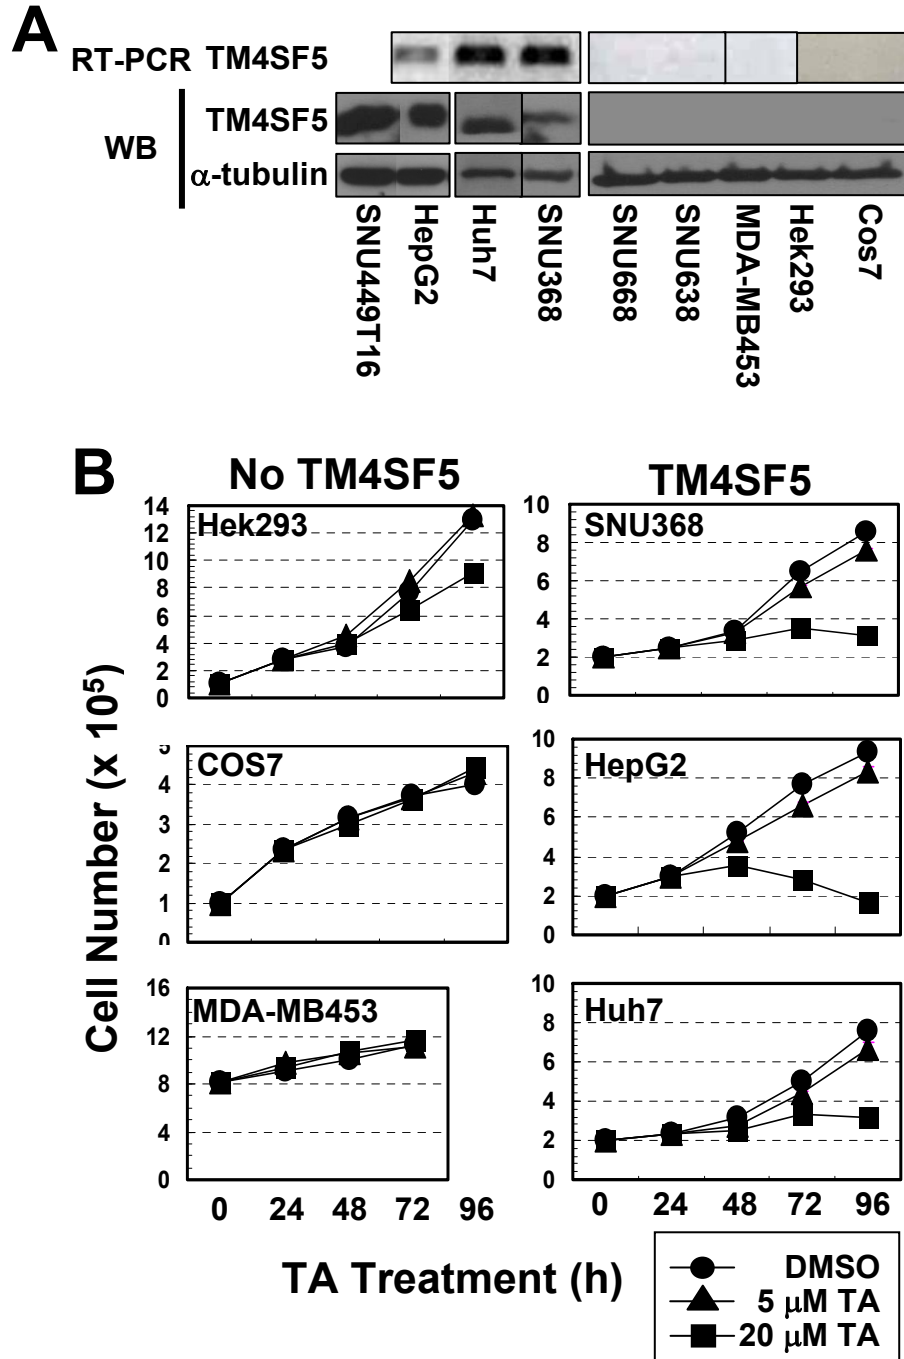 A
RT-PCR TM4SF5
WB
TM4SF5
α-tubulin
SNU449T16
HepG2
Huh7
SNU368
SNU668
SNU638
MDA-MB453
Hek293
Cos7
B
No TM4SF5
TM4SF5
Cell Number (x 10⁵)
Hek293
14
12
10
8
6
4
2
0
SNU368
10
8
6
4
2
0
COS7
5
4
3
2
1
0
HepG2
10
8
6
4
2
0
MDA-MB453
16
12
8
4
0
0 24 48 72 96
Huh7
10
8
6
4
2
0
0 24 48 72 96
TA Treatment (h)
DMSO
5 μM TA
20 μM TA